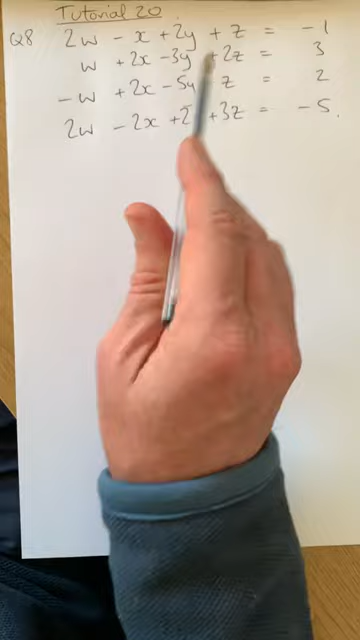 Tutorial 20
Q8 2w - x + 2y + z = -1
w + 2x - 3y + 2z = 3
-w + 2x - 5y z = 2
2w - 2x + 2 + 3z = -5.